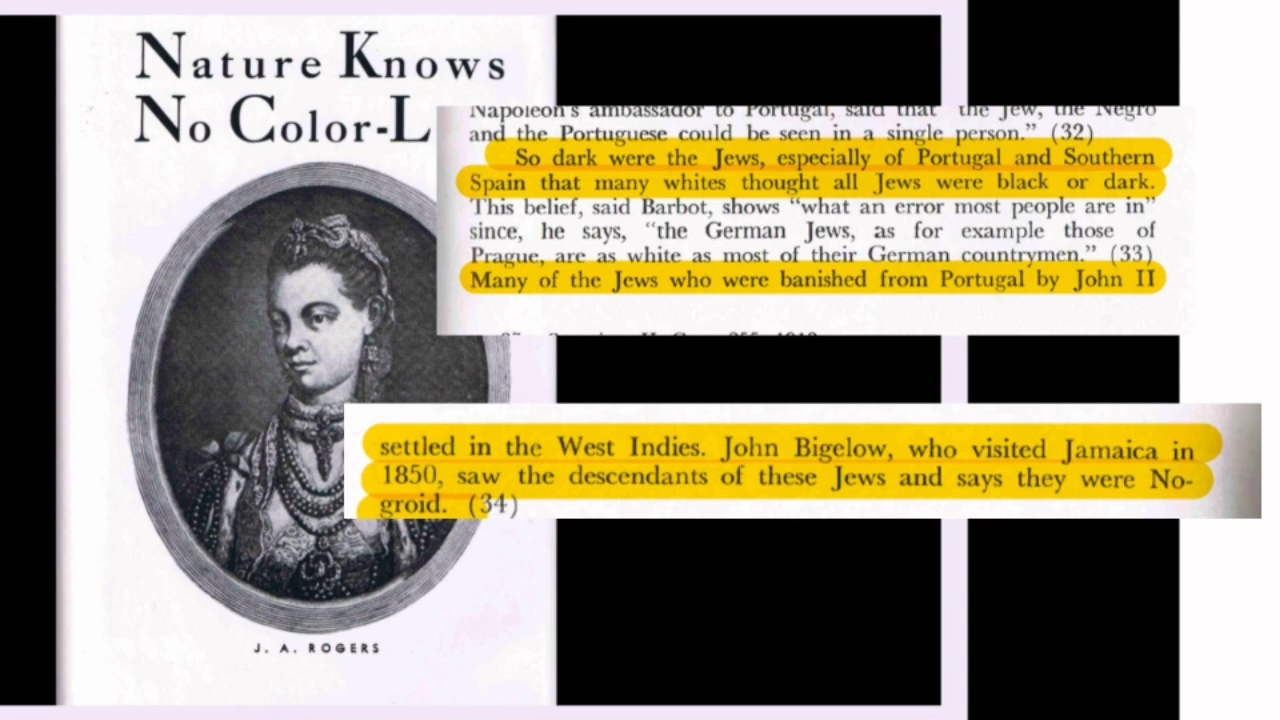 Nature Knows
No Color-L
Napoleon's ambassador to Portugal, said that "the Jew, the Negro
and the Portuguese could be seen in a single person." (32)
So dark were the Jews, especially of Portugal and Southern
Spain that many whites thought all Jews were black or dark.
This belief, said Barbot, shows "what an error most people are in"
since, he says, "the German Jews, as for example those of
Prague, are as white as most of their German countrymen." (33)
Many of the Jews who were banished from Portugal by John II
settled in the West Indies. John Bigelow, who visited Jamaica in
1850, saw the descendants of these Jews and says they were No-
groid. (34)
J. A. ROGERS